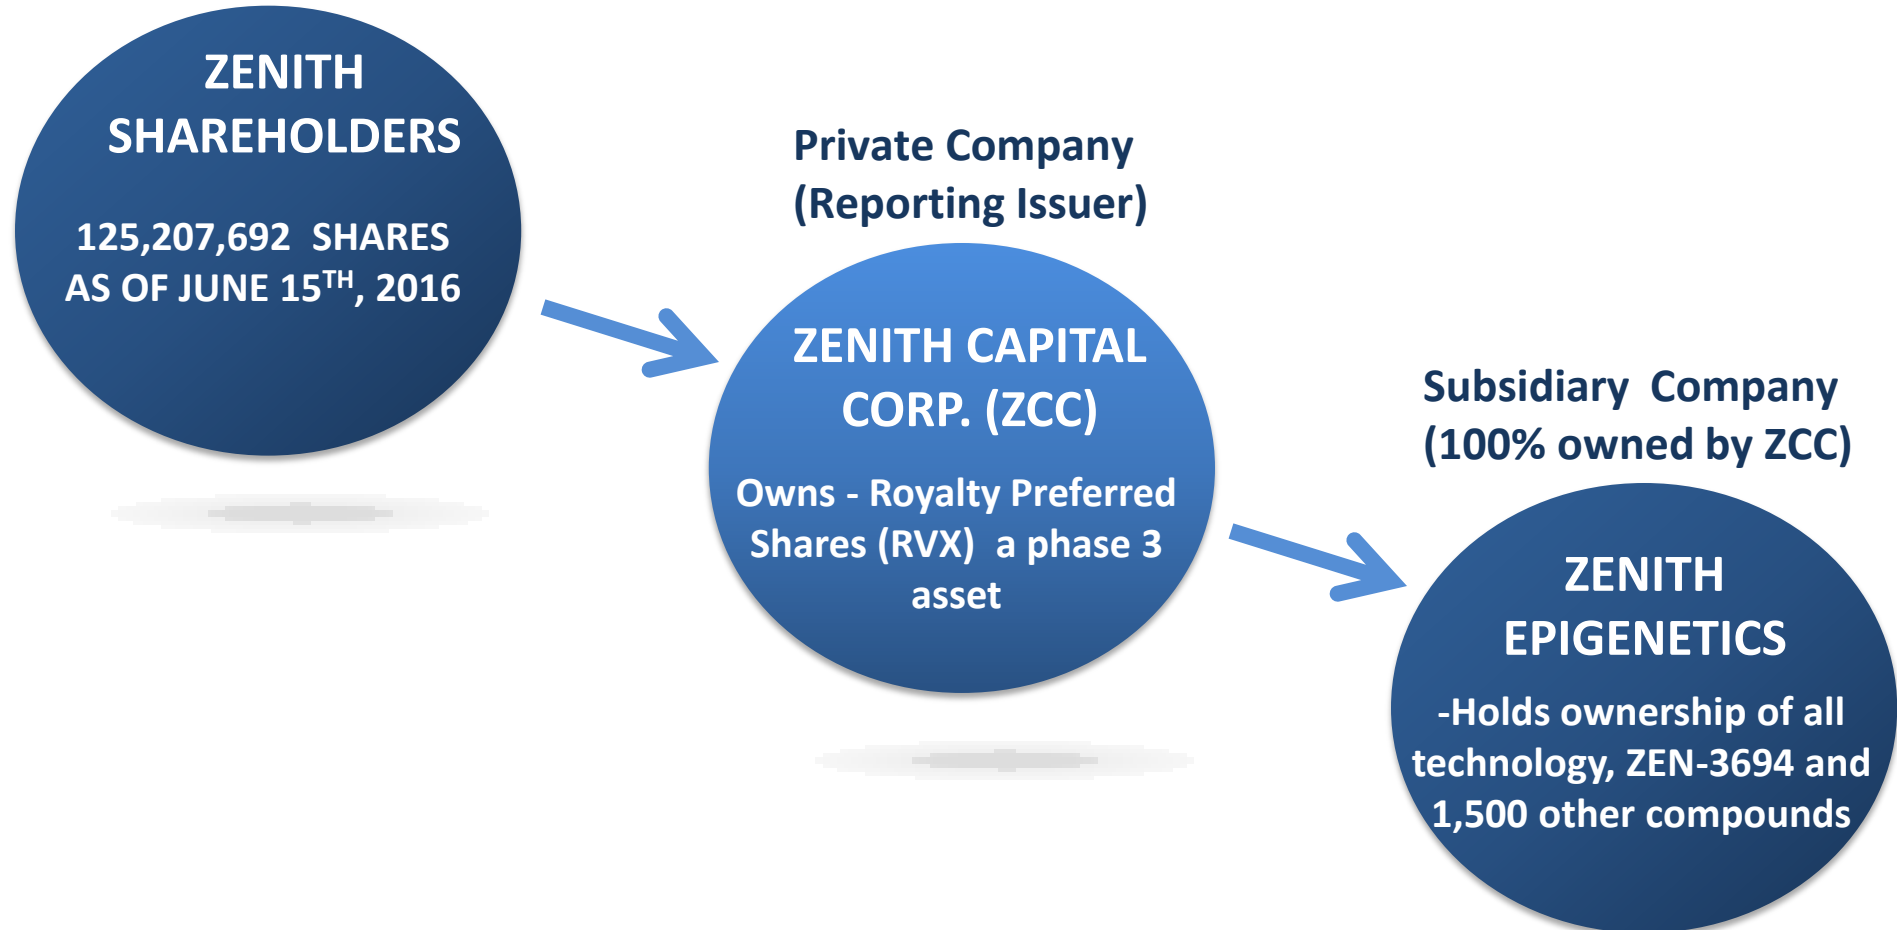 ZENITH
SHAREHOLDERS
125,207,692 SHARES
AS OF JUNE 15TH, 2016
Private Company
(Reporting Issuer)
ZENITH CAPITAL
CORP. (ZCC)
Owns - Royalty Preferred
Shares (RVX) a phase 3
asset
Subsidiary Company
(100% owned by ZCC)
ZENITH
EPIGENETICS
-Holds ownership of all
technology, ZEN-3694 and
1,500 other compounds